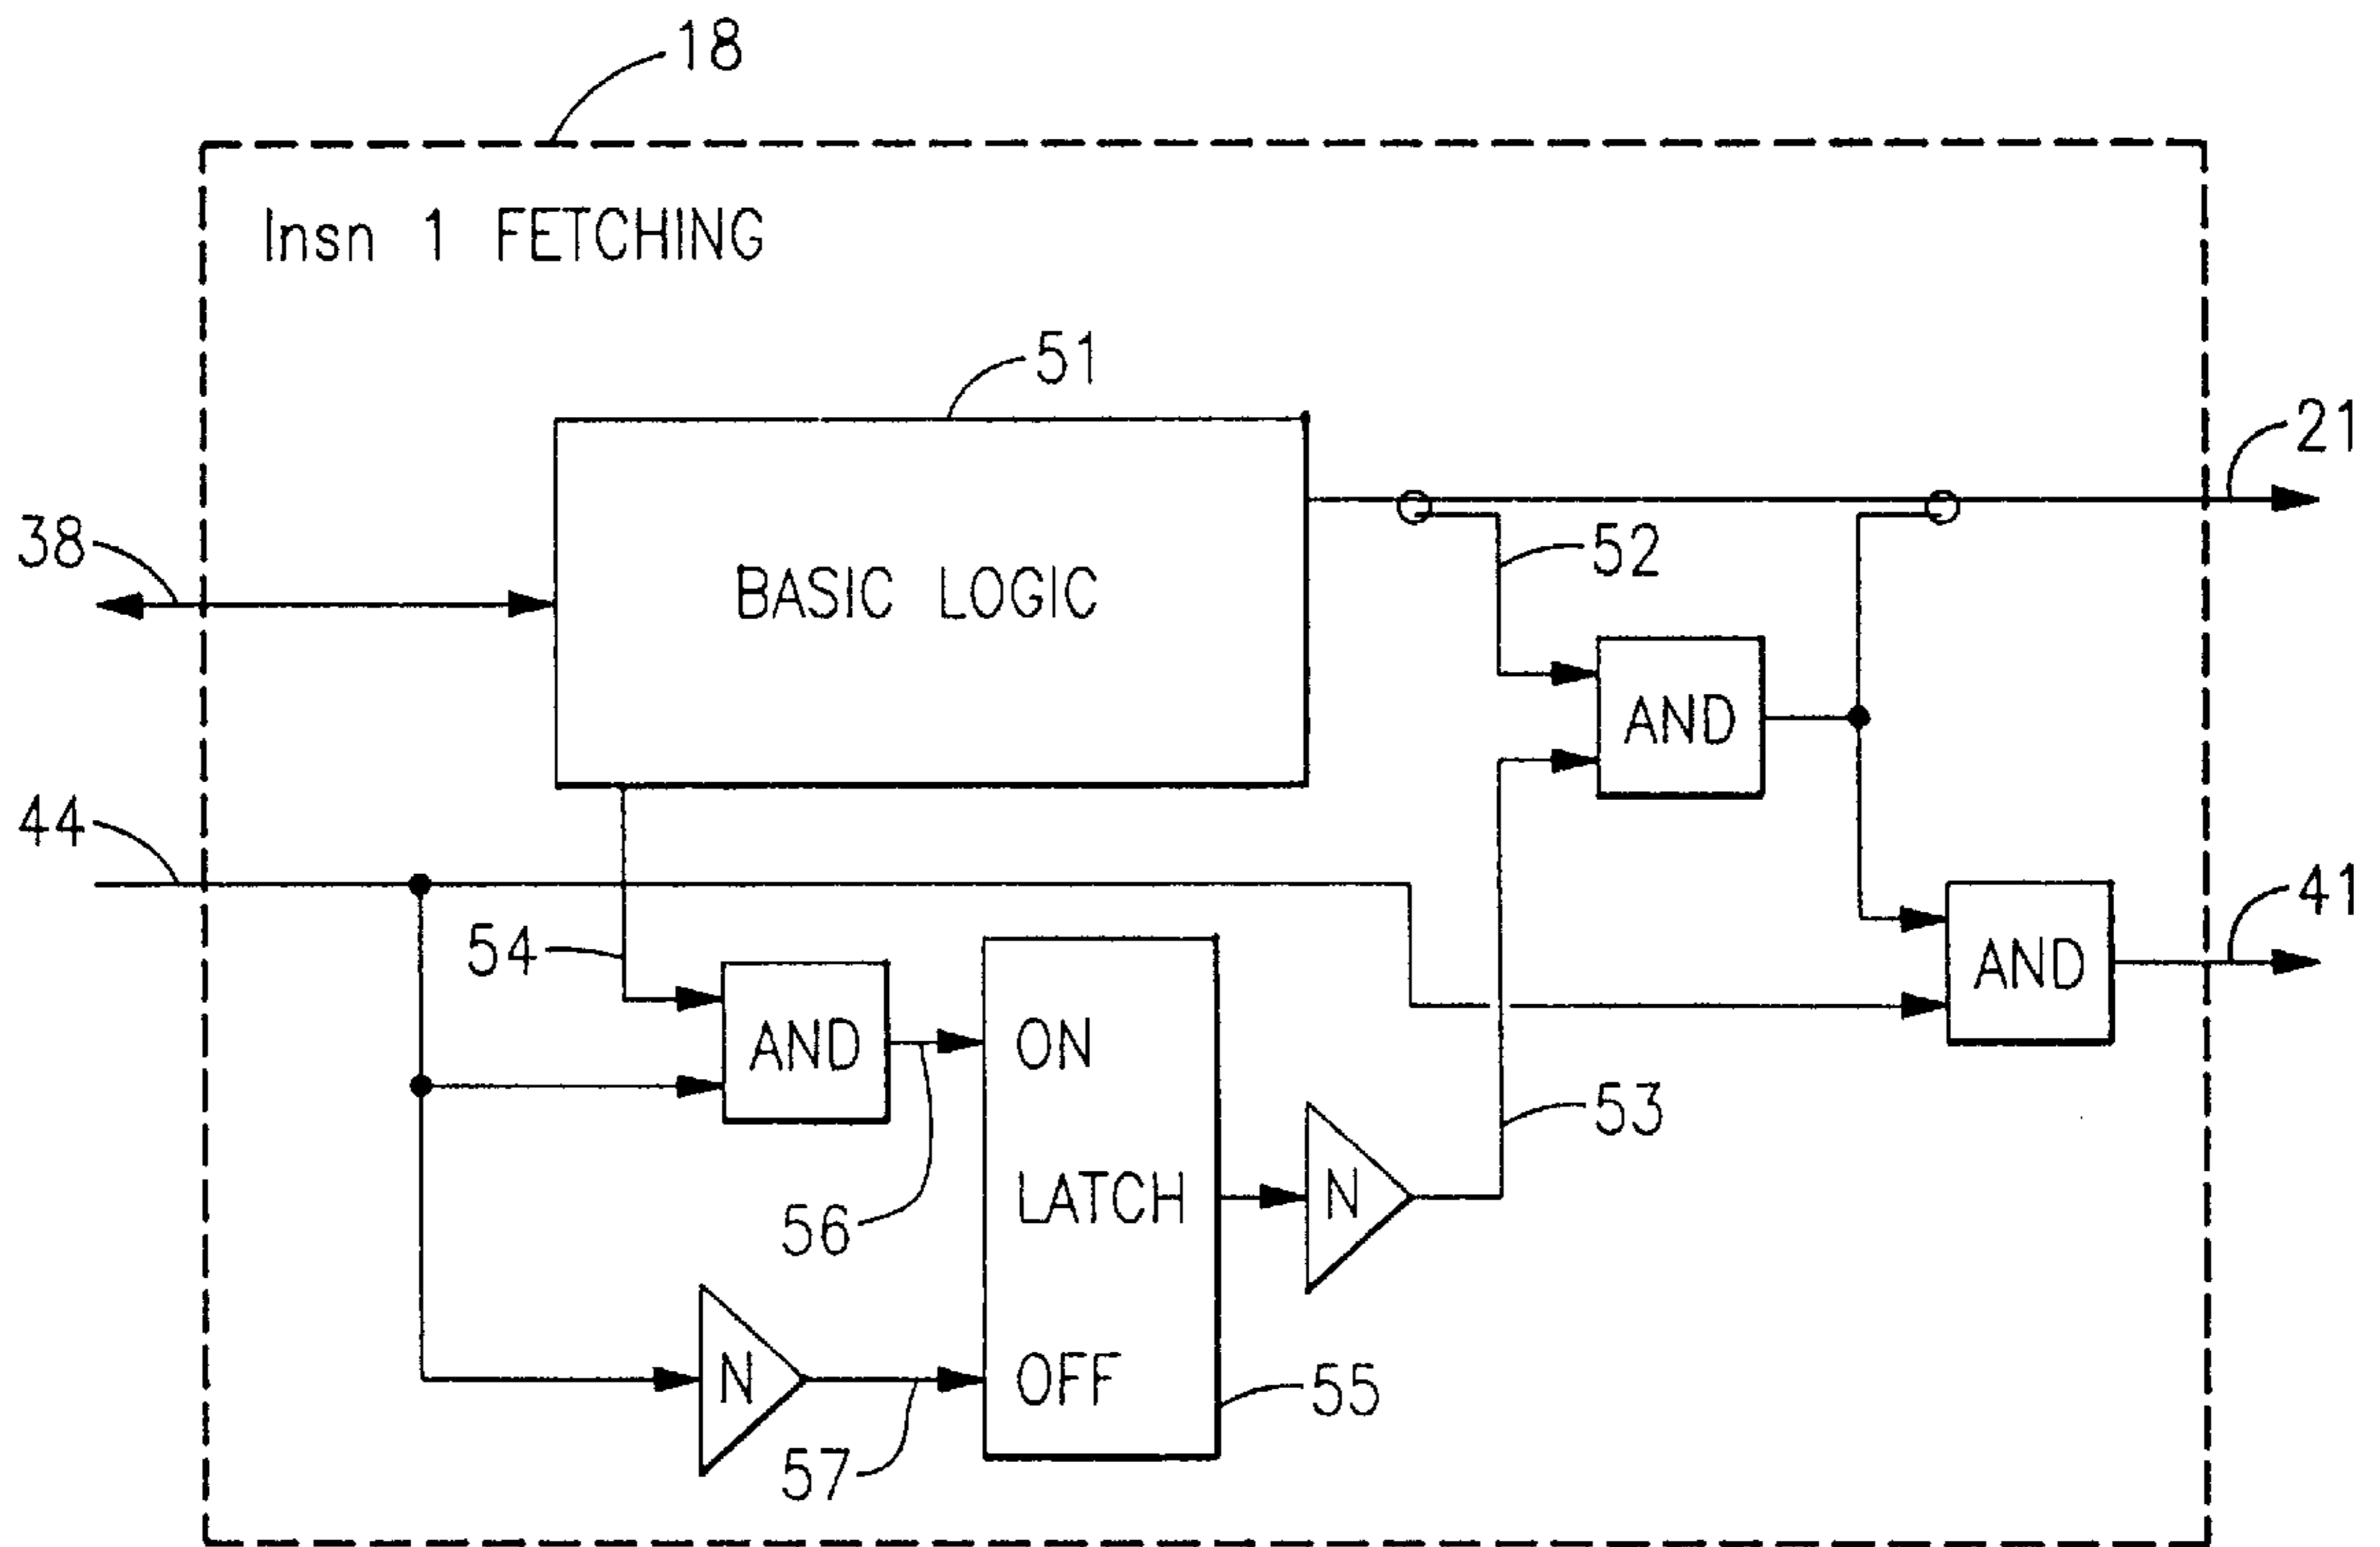 18
Insn 1 FETCHING
51
21
38
BASIC LOGIC
52
AND
44
41
54
AND
ON
AND
53
LATCH
N
56
N
OFF
55
57